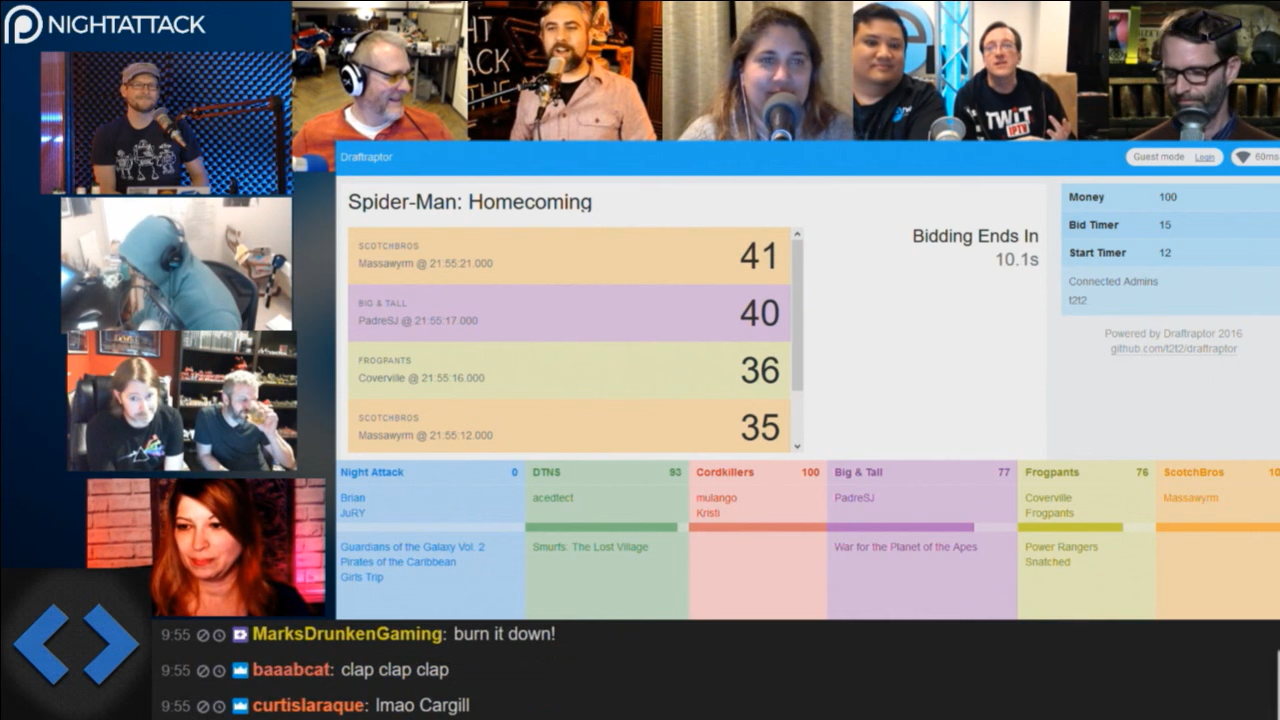 NIGHTATTACK
TWiT
IPTV
Draftraptor
Guest mode Login
60ms
Spider-Man: Homecoming
SCOTCHBROS
Massawyrm @ 21:55:21.000
41
BIG & TALL
PadreSJ @ 21:55:17.000
40
FROGPANTS
Coverville @ 21:55:16.000
36
SCOTCHBROS
Massawyrm @ 21:55:12.000
35
Bidding Ends In
10.1s
Money 100
Bid Timer 15
Start Timer 12
Connected Admins
t2t2
Powered by Draftraptor 2016
github.com/t2t2/draftraptor
Night Attack 0
Brian
JuRY
Guardians of the Galaxy Vol. 2
Pirates of the Caribbean
Girls Trip
DTNS 93
acedtect
Smurfs: The Lost Village
Cordkillers 100
mulango
Kristi
Big & Tall 77
PadreSJ
War for the Planet of the Apes
Frogpants 76
Coverville
Frogpants
Power Rangers
Snatched
ScotchBros 10
Massawyrm
9:55 MarksDrunkenGaming: burn it down!
9:55 baaabcat: clap clap clap
9:55 curtislaraque: lmao Cargill